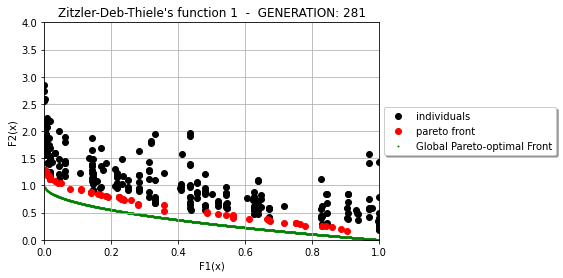 Zitzler-Deb-Thiele's function 1 - GENERATION: 281
4.0
3.5
3.0
2.5
2.0
1.5
1.0
0.5
0.0
F2(x)
0.0 0.2 0.4 0.6 0.8 1.0
F1(x)
individuals
pareto front
Global Pareto-optimal Front